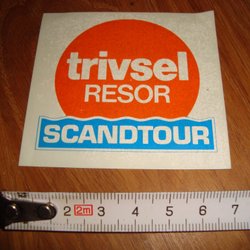 trivsel
RESOR
SCANDTOUR
2 2m 3 4 5 6 7